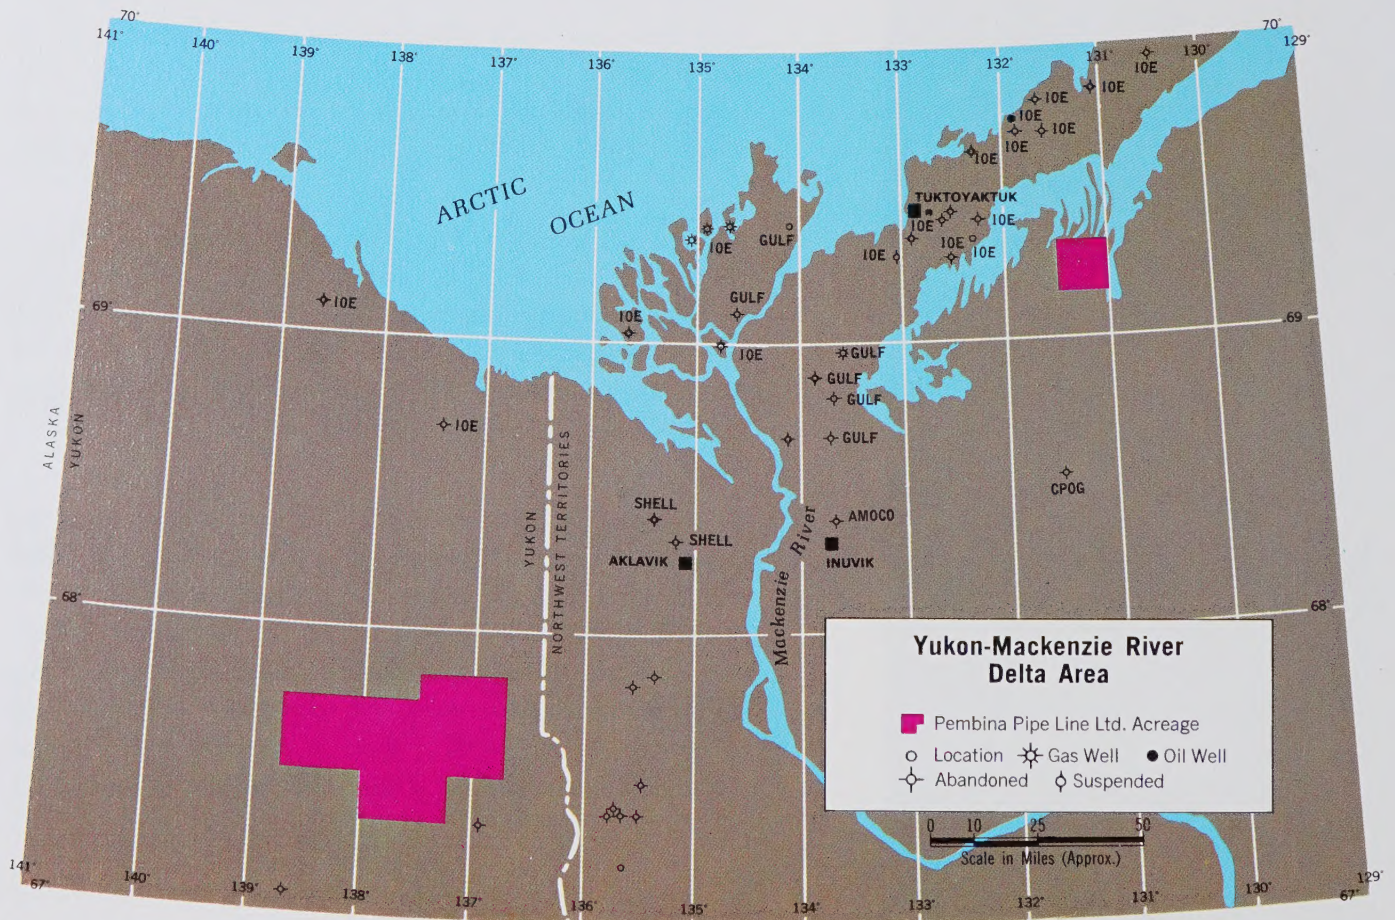 70°
70°
141°
140°
139°
138°
137°
136°
135°
134°
133°
132°
131°
130°
129°
10E
10E
10E
10E
10E
10E
10E
ARCTIC
OCEAN
TUKTOYAKTUK
10E
10E
10E
10E
10E
10E
GULF
69°
10E
GULF
10E
10E
.69
GULF
GULF
GULF
GULF
10E
ALASKA
YUKON
YUKON
NORTHWEST TERRITORIES
SHELL
SHELL
AKLAVIK
AMOCO
INUVIK
CPOG
Mackenzie River
68°
68°
Yukon-Mackenzie River
Delta Area
Pembina Pipe Line Ltd. Acreage
Location Gas Well Oil Well
Abandoned Suspended
0 10 25 50
Scale in Miles (Approx.)
141°
67°
140°
139°
138°
137°
136°
135°
134°
133°
132°
131°
130°
129°
67°